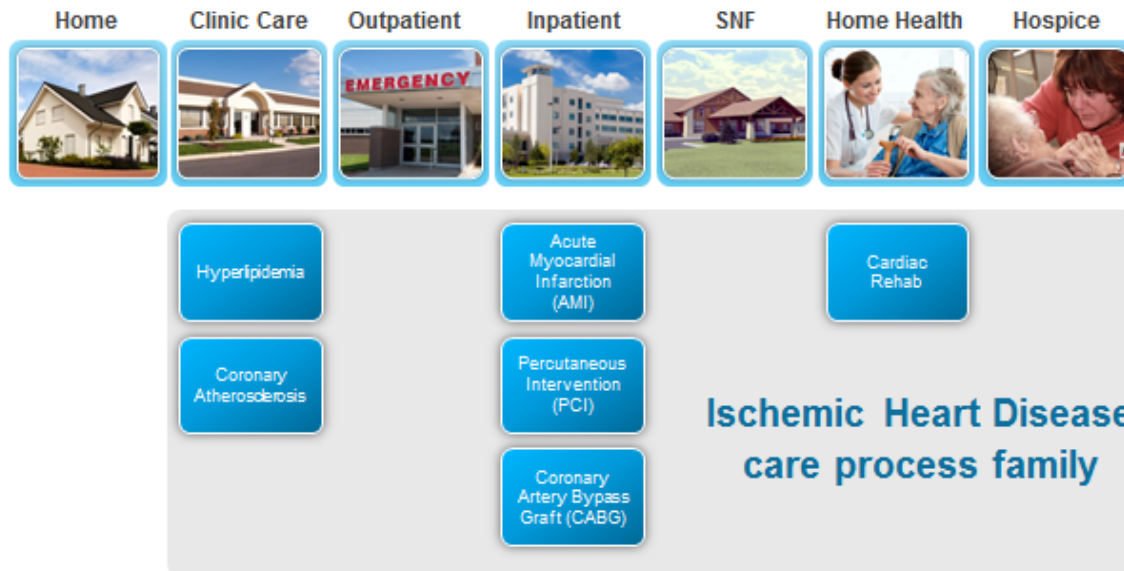 Home
Clinic Care
Outpatient
Inpatient
SNF
Home Health
Hospice
EMERGENCY
Hyperlipidemia
Coronary
Atherosclerosis
Acute
Myocardial
Infarction
(AMI)
Percutaneous
Intervention
(PCI)
Coronary
Artery Bypass
Graft (CABG)
Cardiac
Rehab
Ischemic Heart Disease
care process family